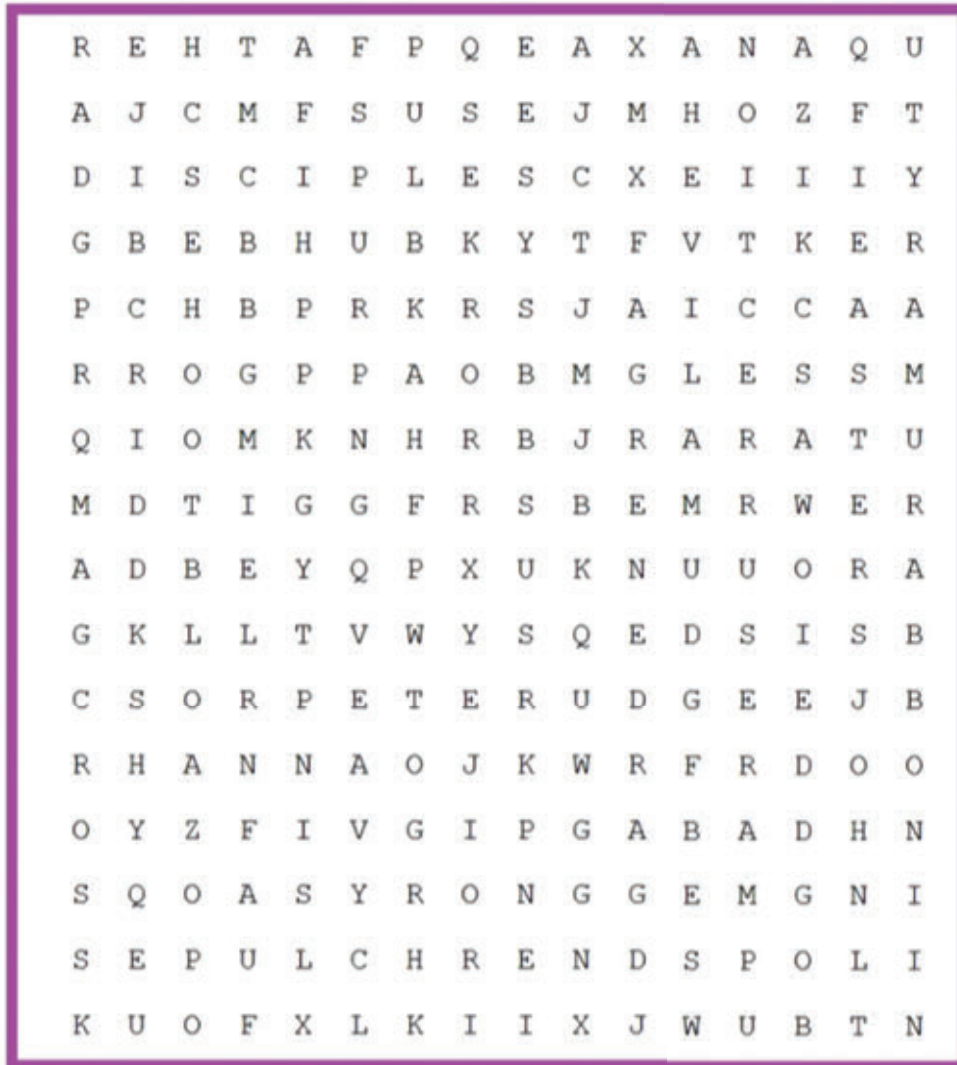 R E H T A F P Q E A X A N A Q U
A J C M F S U S E J M H O Z F T
D I S C I P L E S C X E I I I Y
G B E B H U B K Y T F V T K E R
P C H B P R K R S J A I C C A A
R R O G P P A O B M G L E S S M
Q I O M K N H R B J R A R A T U
M D T I G G F R S B E M R W E R
A D B E Y Q P X U K N U U O R A
G K L L T V W Y S Q E D S I S B
C S O R P E T E R U D G E E J B
R H A N N A O J K W R F R D O O
O Y Z F I V G I P G A B A D H N
S Q O A S Y R O N G G E M G N I
S E P U L C H R E N D S P O L I
K U O F X L K I I X J W U B T N